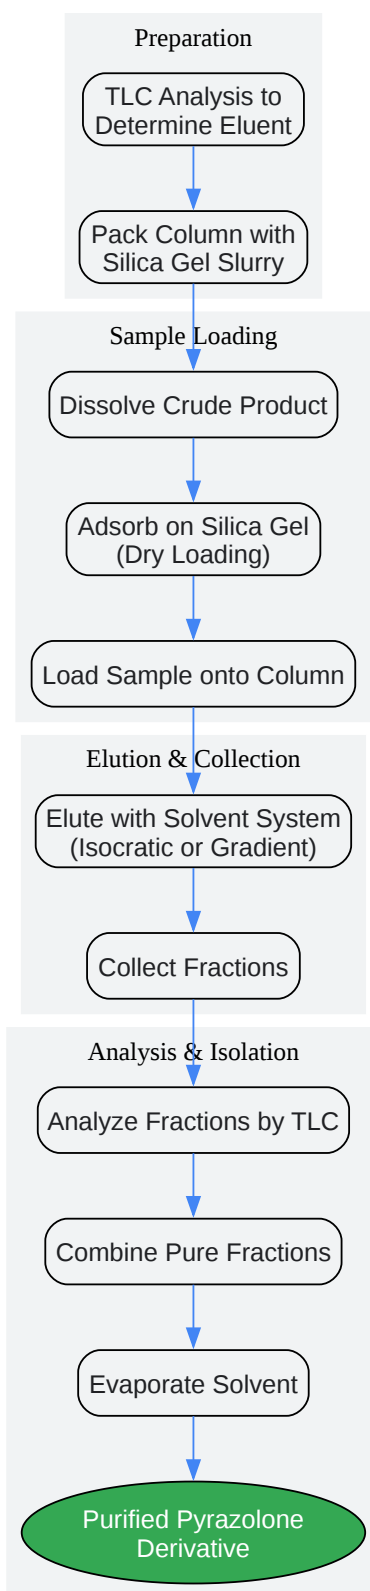 Preparation
TLC Analysis to
Determine Eluent
Pack Column with
Silica Gel Slurry
Sample Loading
Dissolve Crude Product
Adsorb on Silica Gel
(Dry Loading)
Load Sample onto Column
Elution & Collection
Elute with Solvent System
(Isocratic or Gradient)
Collect Fractions
Analysis & Isolation
Analyze Fractions by TLC
Combine Pure Fractions
Evaporate Solvent
Purified Pyrazolone
Derivative